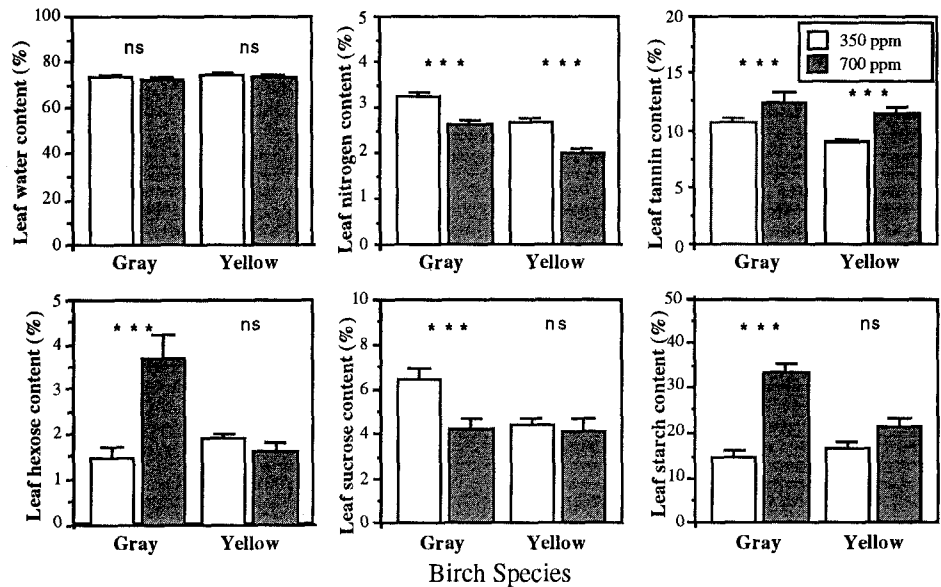 Leaf water content (%)
100
80
60
40
20
0
ns
ns
Gray
Yellow
Leaf nitrogen content (%)
5
4
3
2
1
0
* * *
* * *
Gray
Yellow
Leaf tannin content (%)
20
15
10
5
0
350 ppm
700 ppm
* * *
* * *
Gray
Yellow
Leaf hexose content (%)
5
4
3
2
1
0
* * *
ns
Gray
Yellow
Leaf sucrose content (%)
10
8
6
4
2
0
* * *
ns
Gray
Yellow
Leaf starch content (%)
50
40
30
20
10
0
* * *
ns
Gray
Yellow
Birch Species